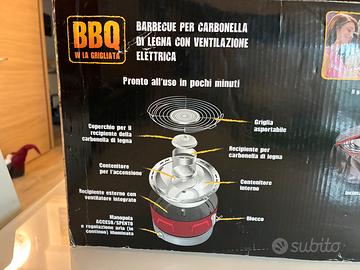 BBQ
W LA GRIGLIATA
BARBECUE PER CARBONELLA
DI LEGNA CON VENTILAZIONE
ELETTRICA
Pronto all'uso in pochi minuti
Griglia
asportabile
Coperchio per il
recipiente della
carbonella di legna
Recipiente per
carbonella di legna
Contenitore
per l'accensione
Contenitore
interno
Recipiente esterno con
ventilatore integrato
Blocco
Manopola
ACCESO/SPENTO
e regolazione aria (in
continuo) illuminata
subito